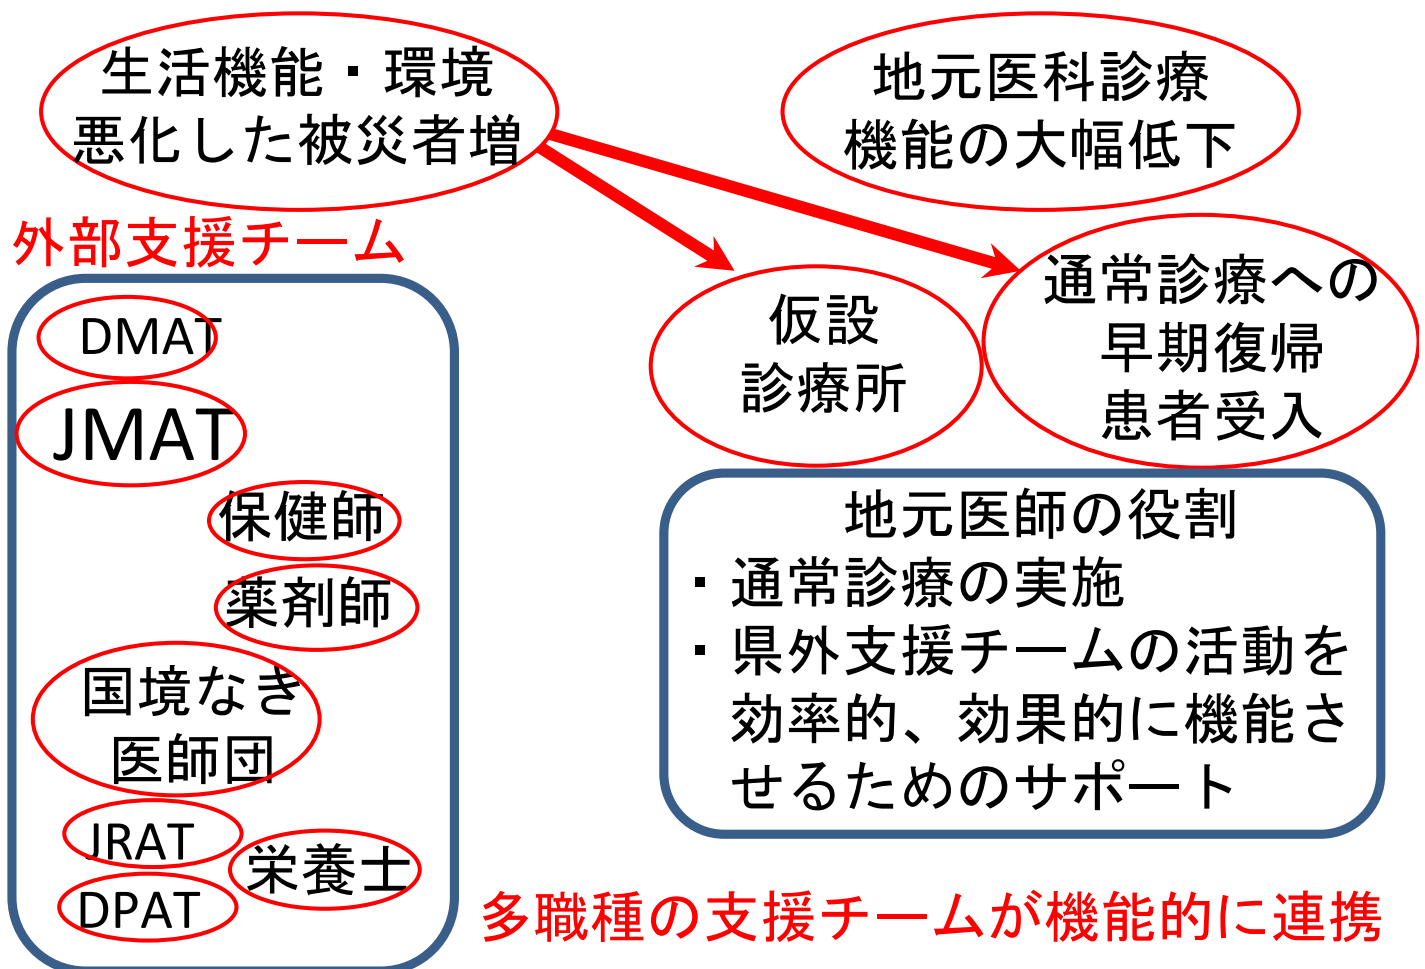 生活機能・環境
悪化した被災者増
地元医科診療
機能の大幅低下
外部支援チーム
DMAT
JMAT
保健師
薬剤師
国境なき
医師団
JRAT
栄養士
DPAT
仮設
診療所
通常診療への
早期復帰
患者受入
地元医師の役割
・通常診療の実施
・県外支援チームの活動を
効率的、効果的に機能さ
せるためのサポート
多職種の支援チームが機能的に連携